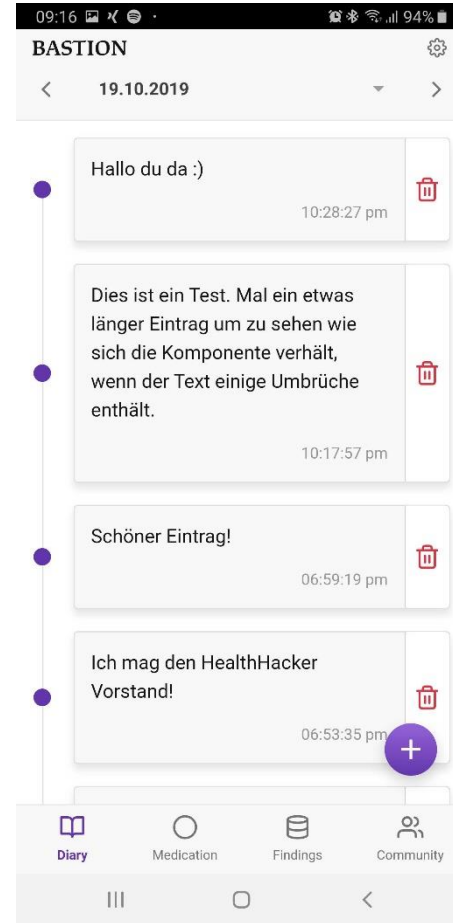 09:16
94%
BASTION
19.10.2019
Hallo du da :)
10:28:27 pm
Dies ist ein Test. Mal ein etwas
länger Eintrag um zu sehen wie
sich die Komponente verhält,
wenn der Text einige Umbrüche
enthält.
10:17:57 pm
Schöner Eintrag!
06:59:19 pm
Ich mag den HealthHacker
Vorstand!
06:53:35 pm
Diary
Medication
Findings
Community